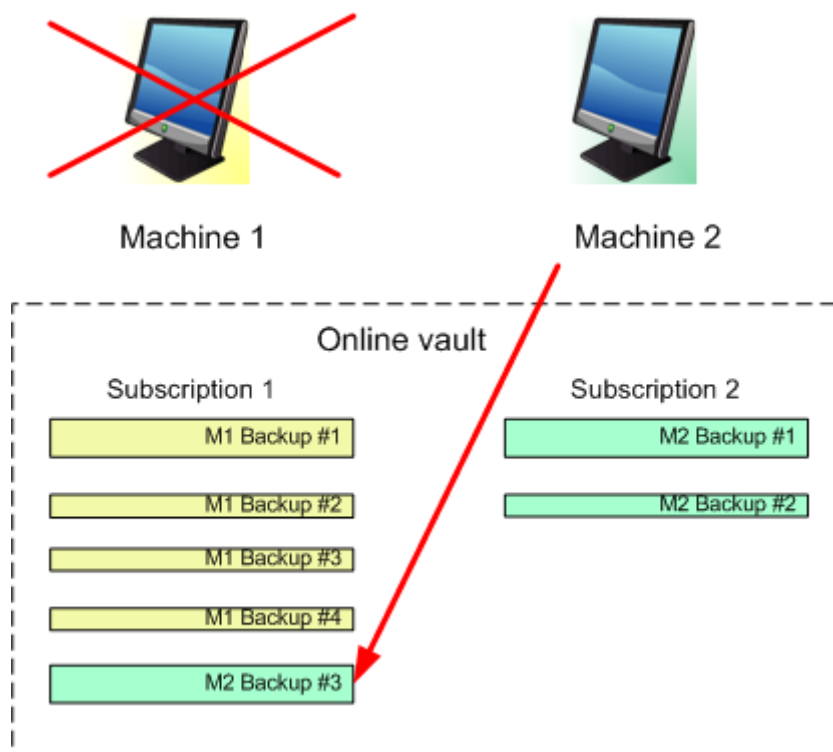 Machine 1
Machine 2
Online vault
Subscription 1
M1 Backup #1
M1 Backup #2
M1 Backup #3
M1 Backup #4
M2 Backup #3
Subscription 2
M2 Backup #1
M2 Backup #2